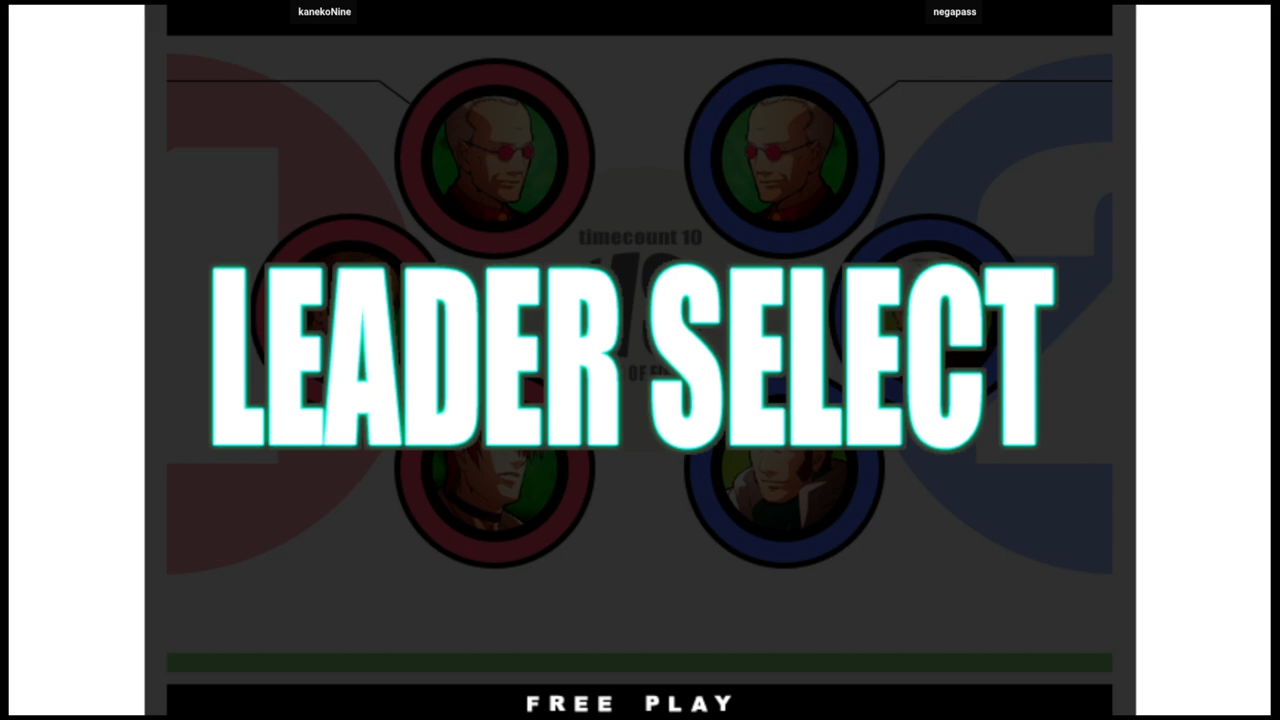 kanekoNine
negapass
timecount 10
LEADER SELECT
FREE PLAY